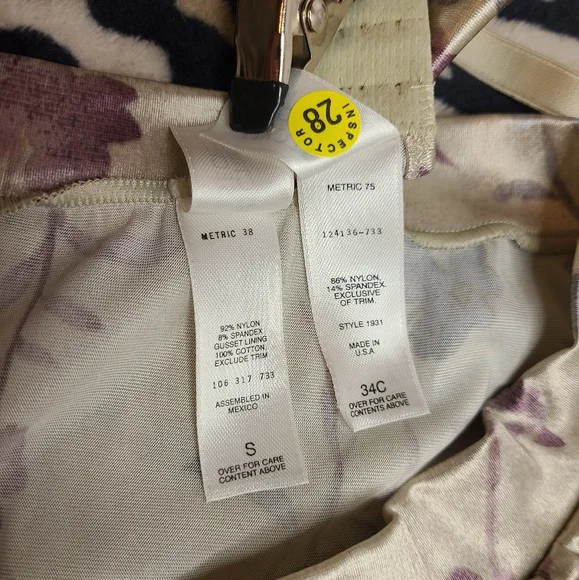 INSPECTOR
28
METRIC 38
92% NYLON
8% SPANDEX
GUSSET LINING
100% COTTON,
EXCLUDE TRIM
106 317 733
ASSEMBLED IN
MEXICO
S
OVER FOR CARE
CONTENT ABOVE
METRIC 75
124136-733
86% NYLON,
14% SPANDEX.
EXCLUSIVE
OF TRIM.
STYLE 1931
MADE IN
U.S.A
34C
OVER FOR CARE
CONTENTS ABOVE